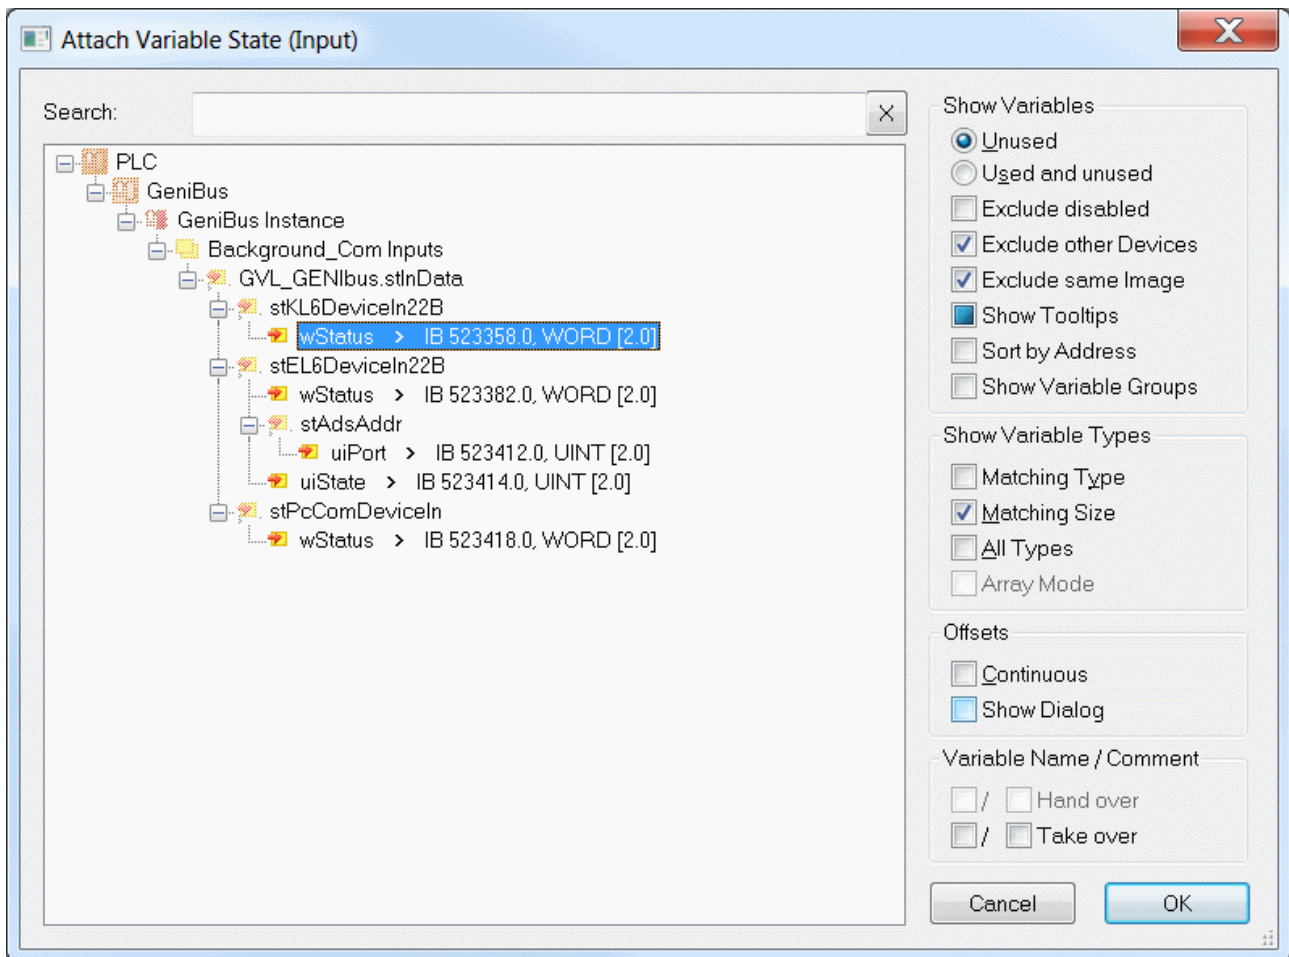 Attach Variable State (Input)
Search:
PLC
GeniBus
GeniBus Instance
Background_Com Inputs
GVL_GENIbus.stInData
stKL6DeviceIn22B
wStatus > IB 523358.0, WORD [2.0]
stEL6DeviceIn22B
wStatus > IB 523382.0, WORD [2.0]
stAdsAddr
uiPort > IB 523412.0, UINT [2.0]
uiState > IB 523414.0, UINT [2.0]
stPcComDeviceIn
wStatus > IB 523418.0, WORD [2.0]
Show Variables
Unused
Used and unused
Exclude disabled
Exclude other Devices
Exclude same Image
Show Tooltips
Sort by Address
Show Variable Groups
Show Variable Types
Matching Type
Matching Size
All Types
Array Mode
Offsets
Continuous
Show Dialog
Variable Name / Comment
/ Hand over
/ Take over
Cancel
OK